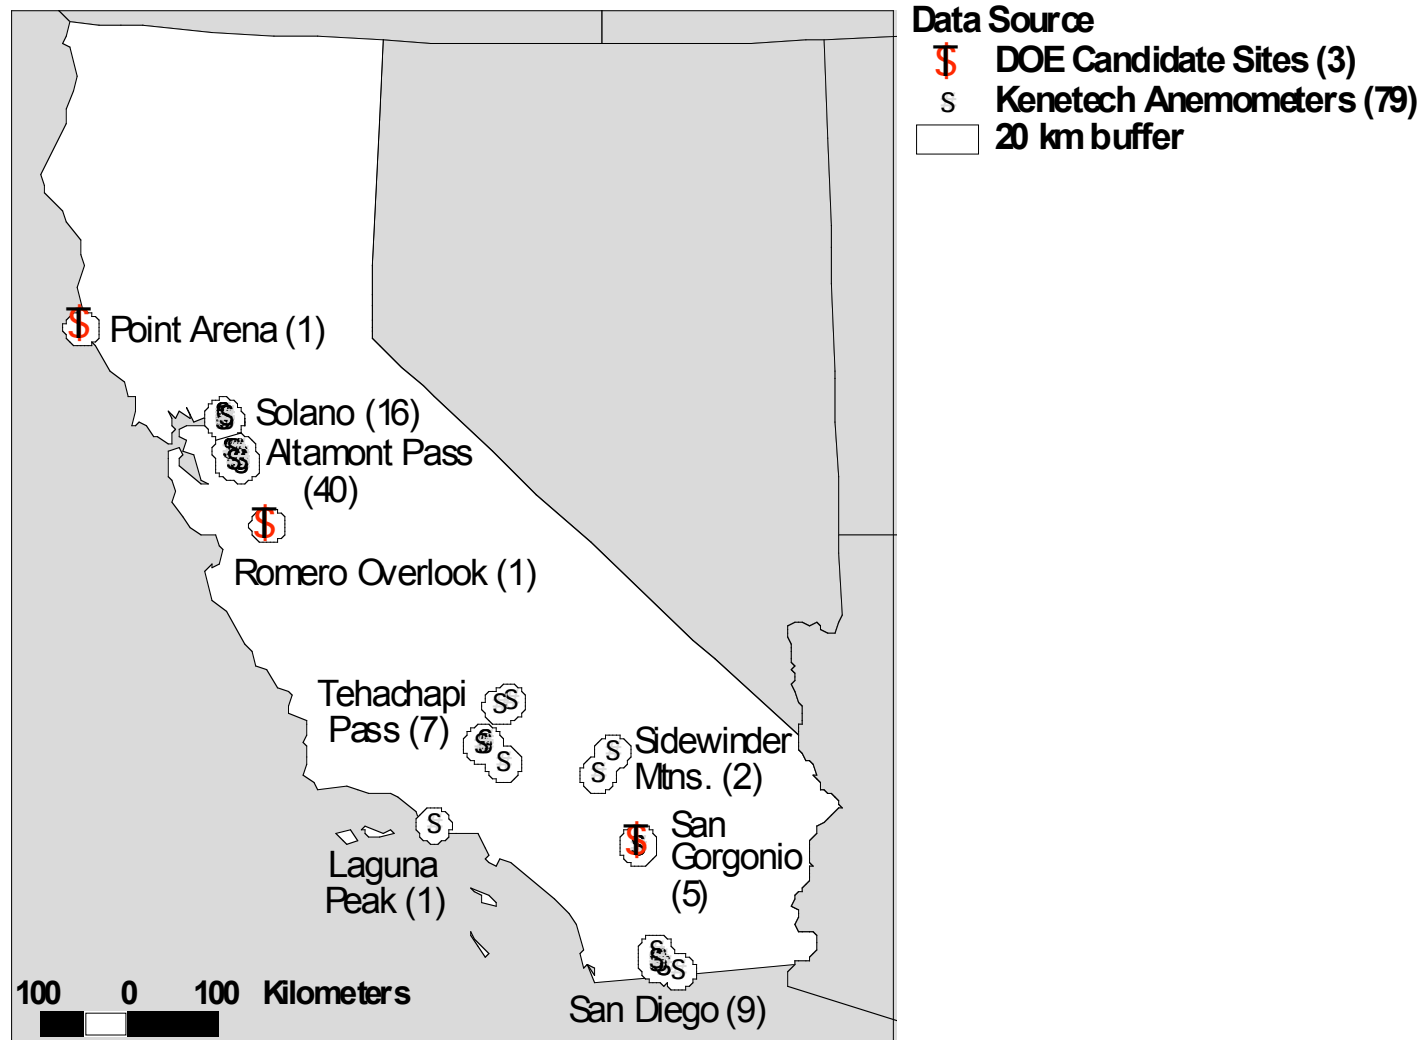 Data Source
DOE Candidate Sites (3)
Kenetech Anemometers (79)
20 km buffer
Point Arena (1)
Solano (16)
Altamont Pass
(40)
Romero Overlook (1)
Tehachapi
Pass (7)
Sidewinder
Mtns. (2)
San
Gorgonio
(5)
Laguna
Peak (1)
San Diego (9)
100 0 100 Kilometers